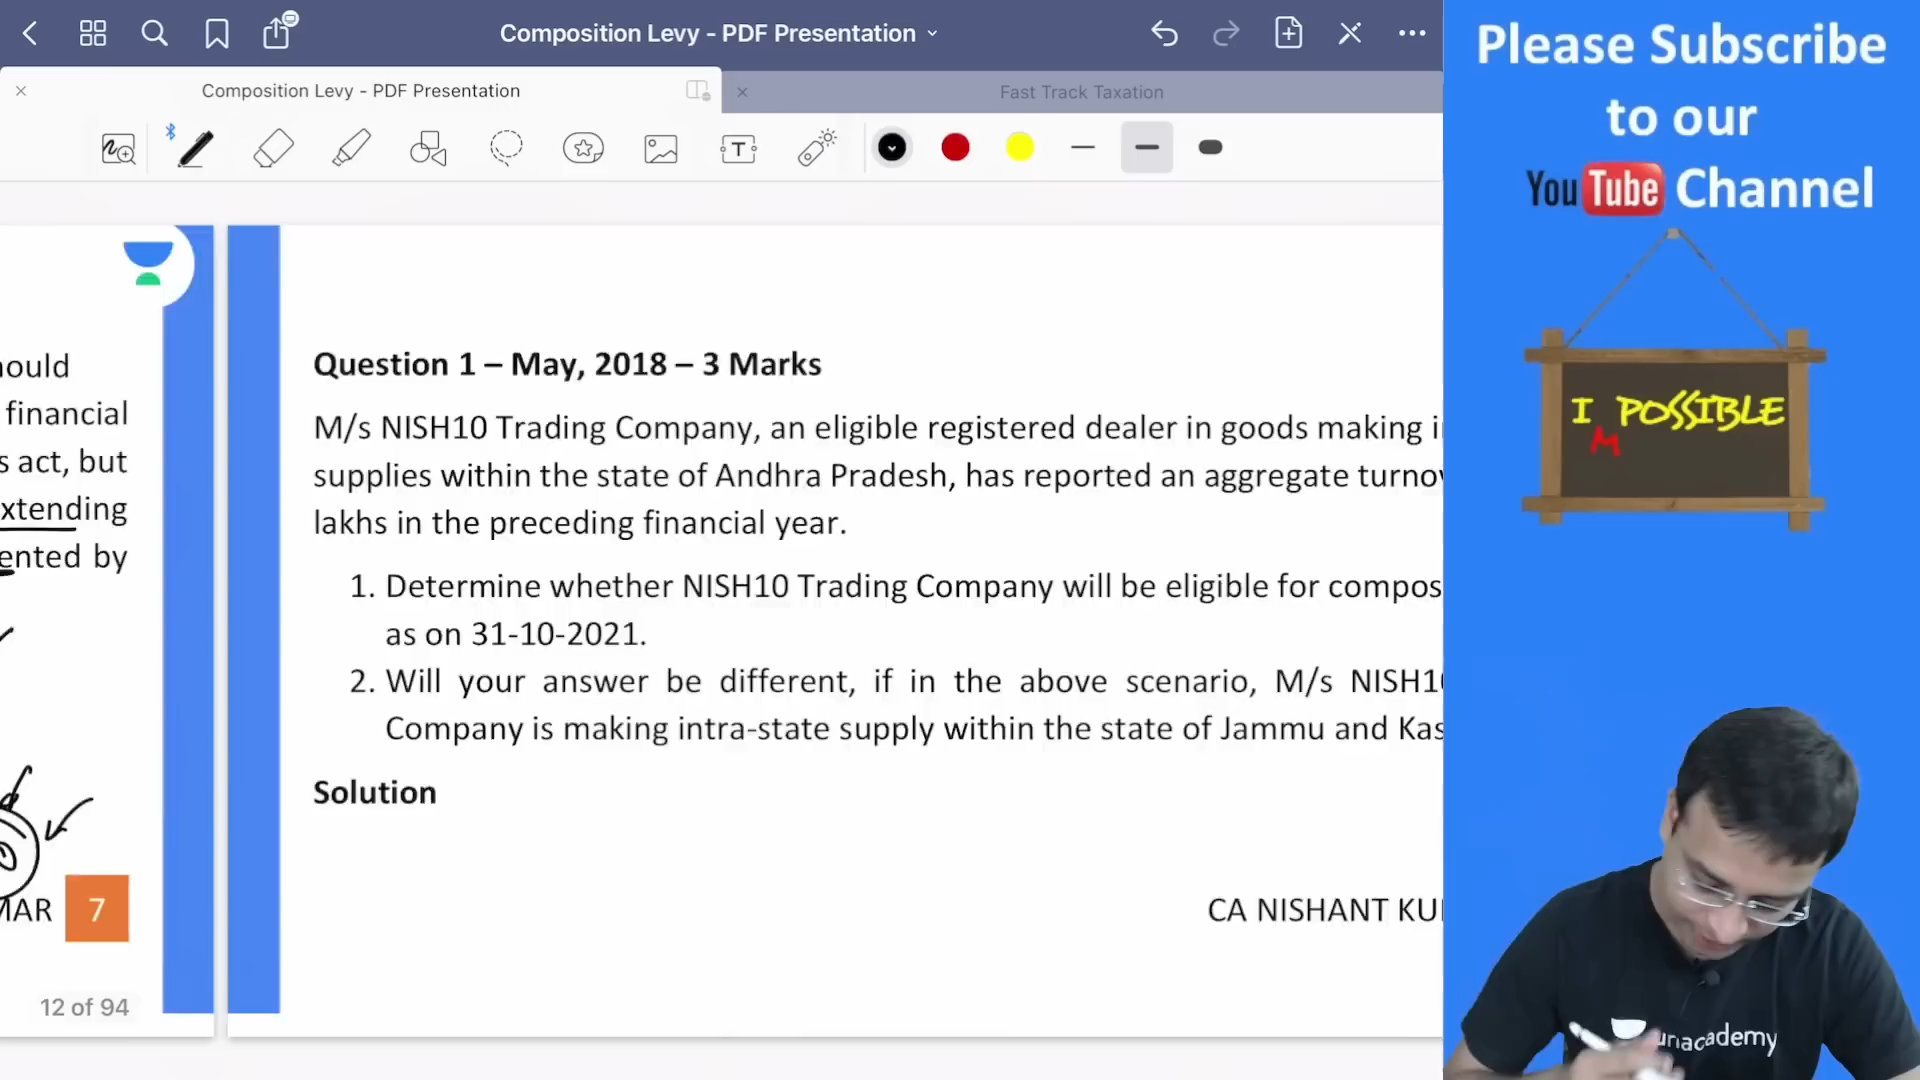 Composition Levy - PDF Presentation
Composition Levy - PDF Presentation
Fast Track Taxation
T
Please Subscribe
to our
YouTube Channel
I POSSIBLE
M
financial
s act, but
xtending
ented by
MAR 7
12 of 94
Question 1 – May, 2018 – 3 Marks
M/s NISH10 Trading Company, an eligible registered dealer in goods making i
supplies within the state of Andhra Pradesh, has reported an aggregate turno
lakhs in the preceding financial year.
1. Determine whether NISH10 Trading Company will be eligible for compos
as on 31-10-2021.
2. Will your answer be different, if in the above scenario, M/s NISH10
Company is making intra-state supply within the state of Jammu and Kas
Solution
CA NISHANT KU
unacademy